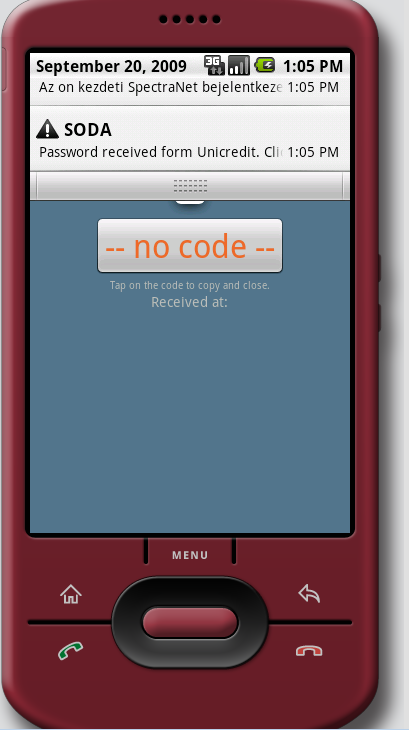 September 20, 2009 3G 1:05 PM
Az on kezdeti SpectraNet bejelentkeze 1:05 PM
SODA
Password received form Unicredit. Clic 1:05 PM
-- no code --
Tap on the code to copy and close.
Received at:
MENU